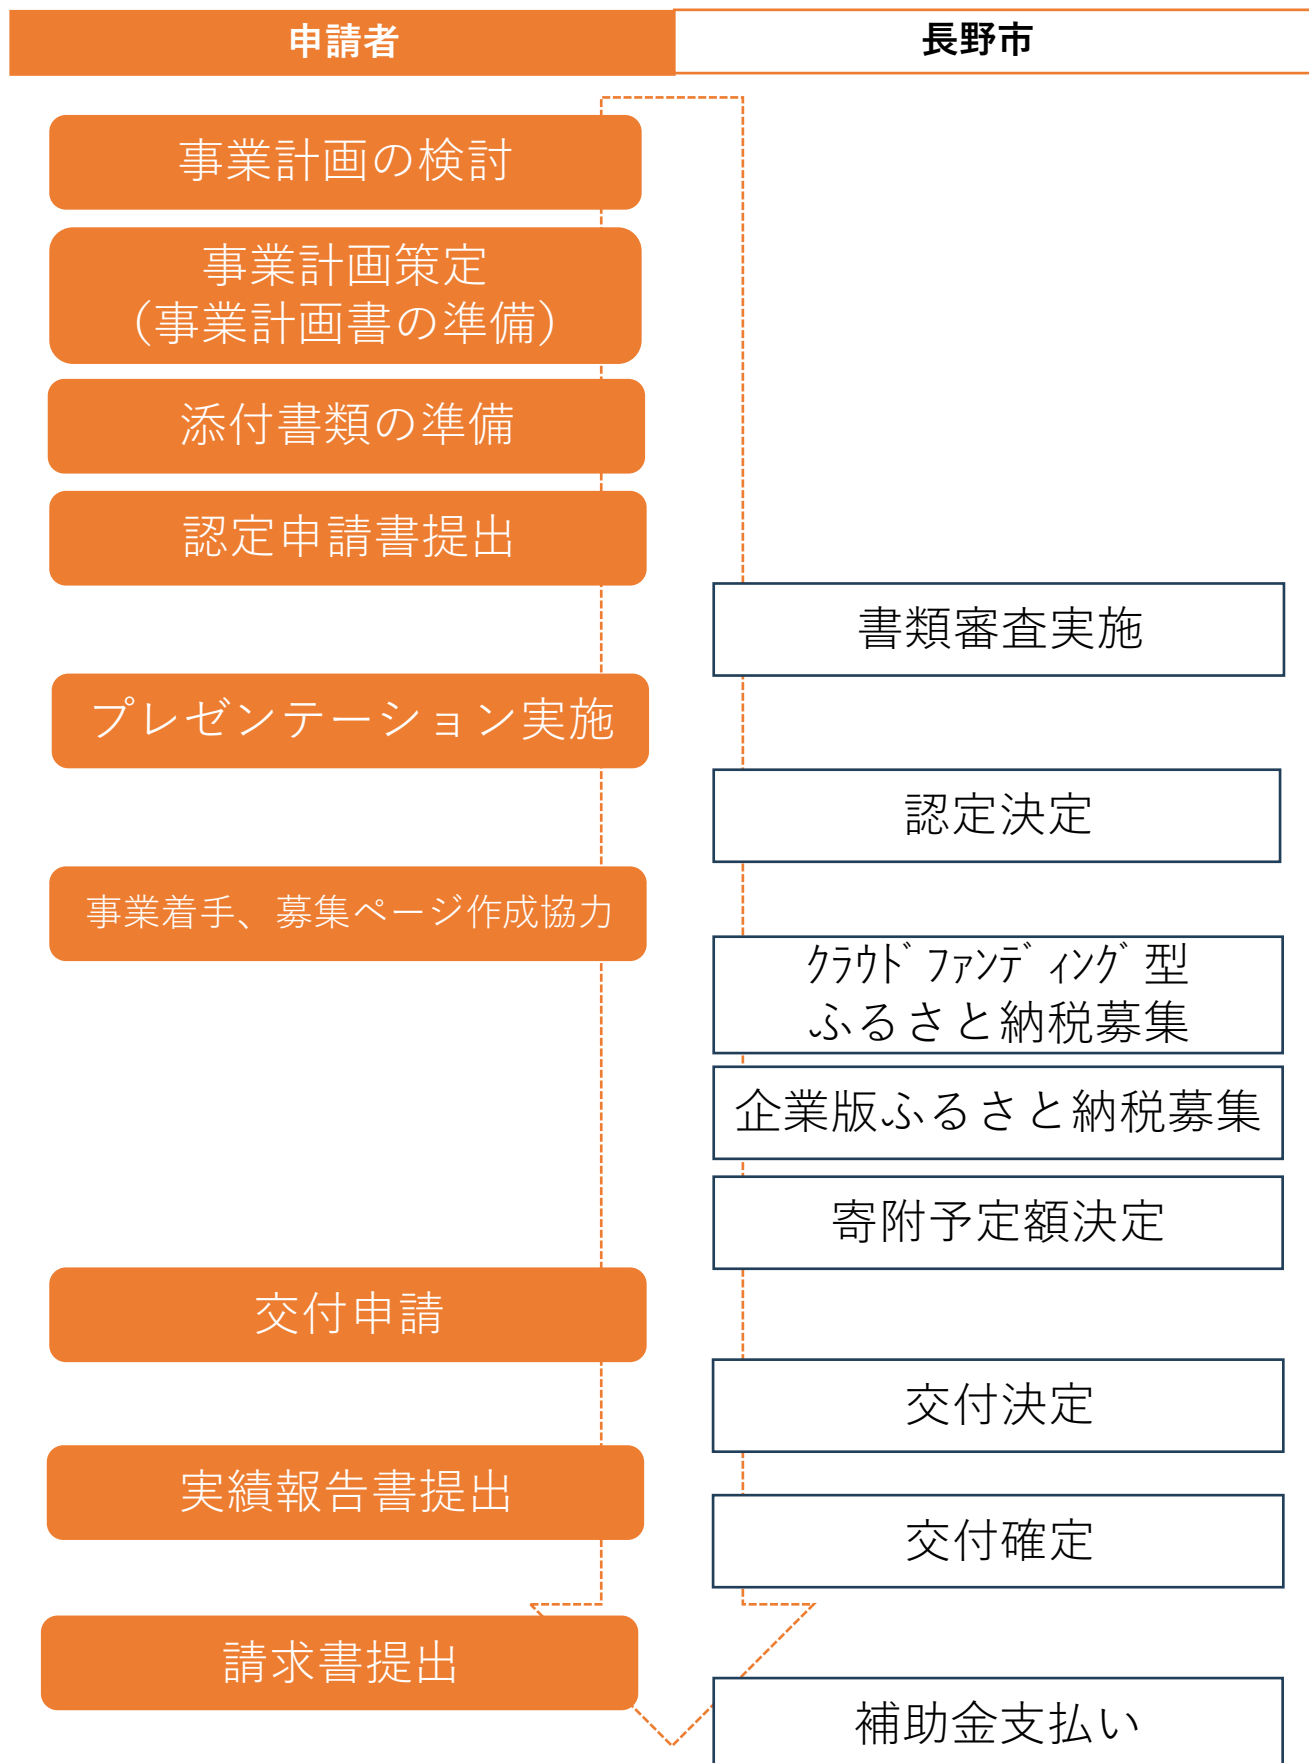 申請者
長野市
事業計画の検討
事業計画策定
（事業計画書の準備）
添付書類の準備
認定申請書提出
書類審査実施
プレゼンテーション実施
認定決定
事業着手、募集ページ作成協力
ｸﾗｳﾄﾞﾌｧﾝﾃﾞｨﾝｸﾞ型
ふるさと納税募集
企業版ふるさと納税募集
寄附予定額決定
交付申請
交付決定
実績報告書提出
交付確定
請求書提出
補助金支払い